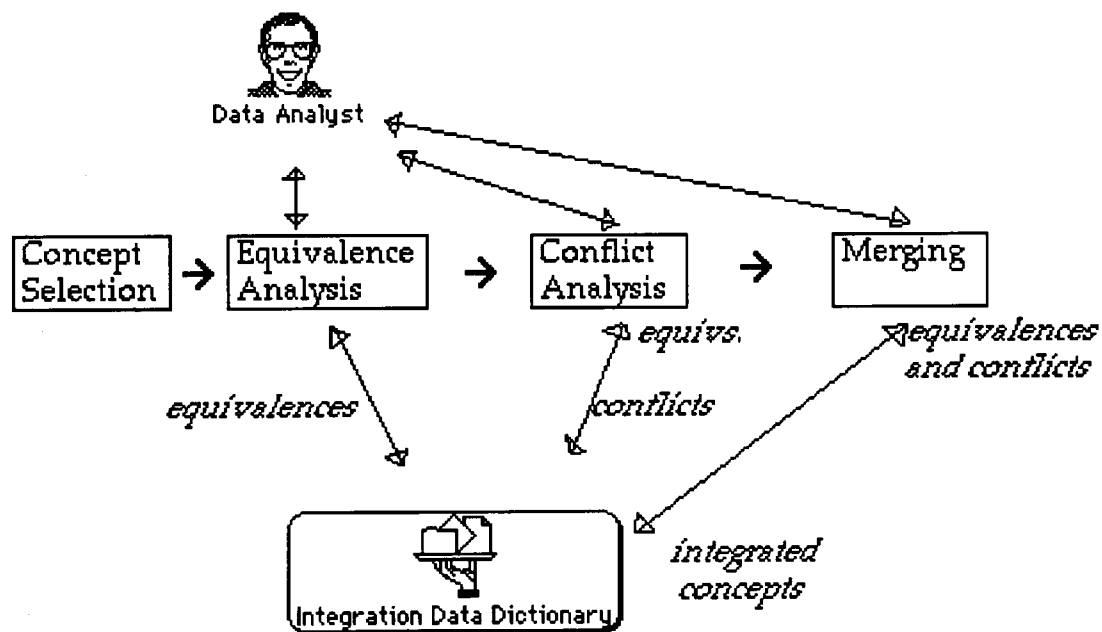 Data Analyst
Concept
Selection
Equivalence
Analysis
Conflict
Analysis
Merging
equivalences
equivs.
conflicts
equivalences
and conflicts
integrated
concepts
Integration Data Dictionary